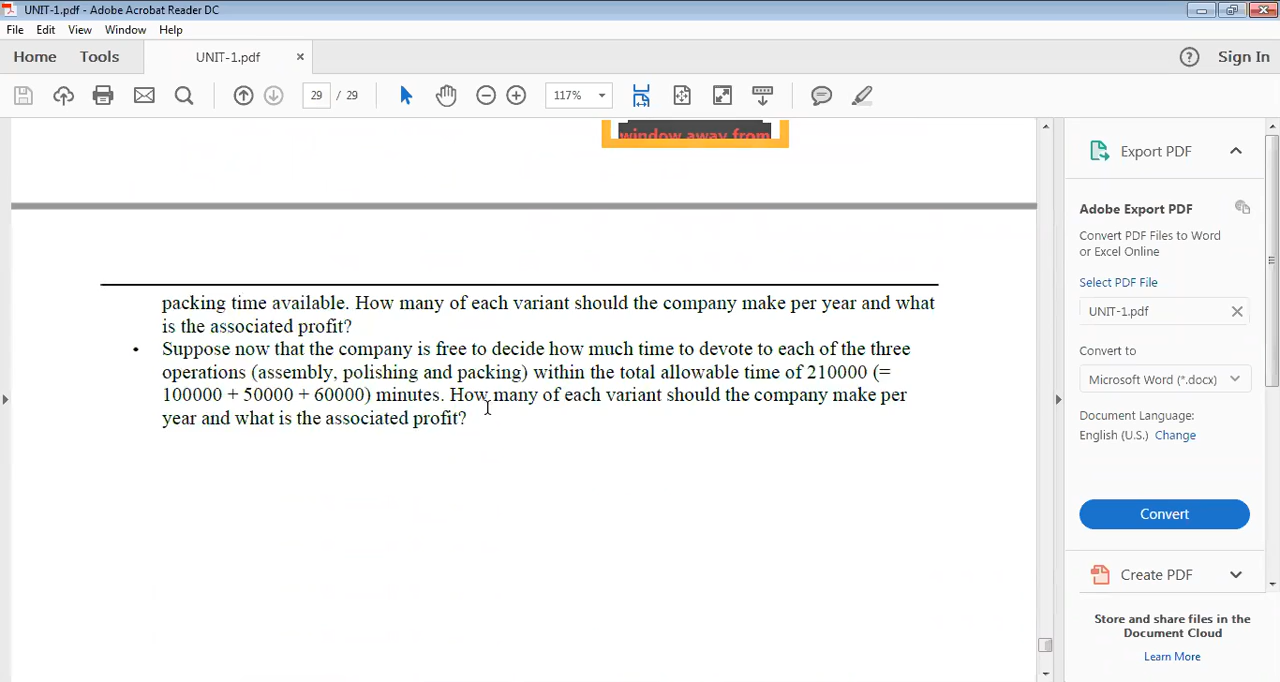 UNIT-1.pdf - Adobe Acrobat Reader DC
File Edit View Window Help
Home Tools UNIT-1.pdf × ? Sign In
29 / 29 117%
window away from
packing time available. How many of each variant should the company make per year and what
is the associated profit?
• Suppose now that the company is free to decide how much time to devote to each of the three
operations (assembly, polishing and packing) within the total allowable time of 210000 (=
100000 + 50000 + 60000) minutes. How many of each variant should the company make per
year and what is the associated profit?
Export PDF
Adobe Export PDF
Convert PDF Files to Word
or Excel Online
Select PDF File
UNIT-1.pdf
Convert to
Microsoft Word (*.docx)
Document Language:
English (U.S.) Change
Convert
Create PDF
Store and share files in the
Document Cloud
Learn More